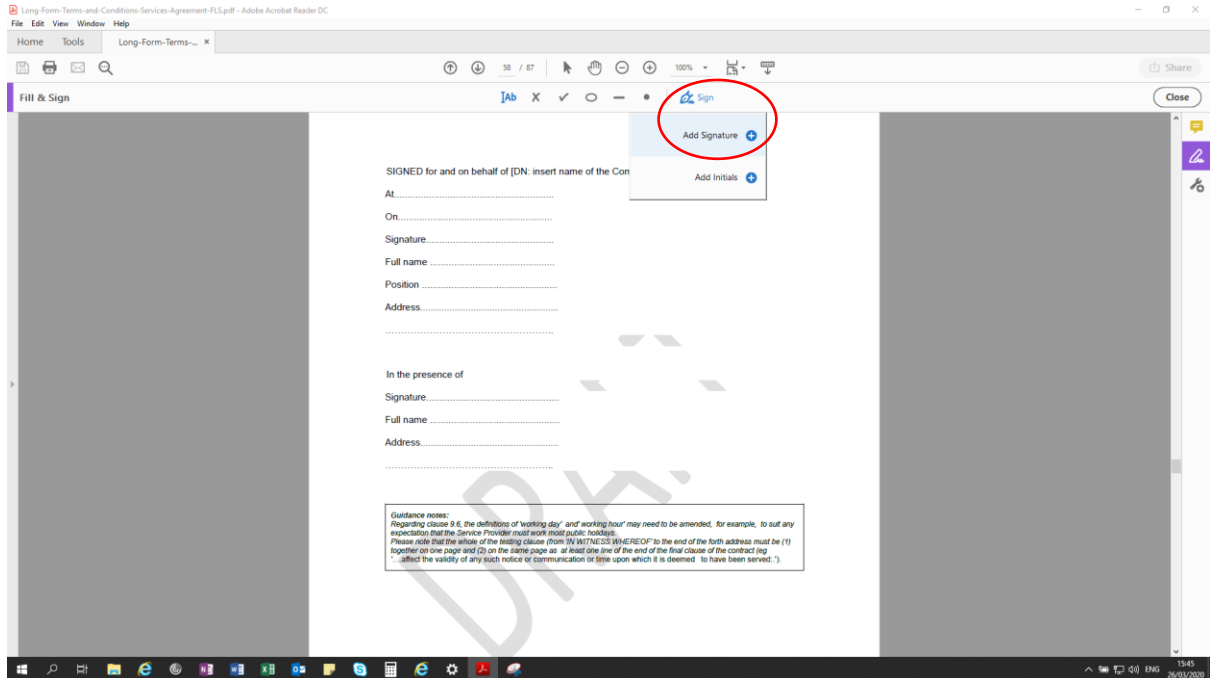 Long-Form-Terms-and-Conditions-Services-Agreement-FLS.pdf - Adobe Acrobat Reader DC
File Edit View Window Help
Home Tools Long-Form-Terms-... ×
58 / 87 100% Share
Fill & Sign Ab Sign Close
Add Signature
Add Initials
SIGNED for and on behalf of [DN: insert name of the Con
At..........................................................
On........................................................
Signature...............................................
Full name ..............................................
Position .................................................
Address..................................................
........................................................
In the presence of
Signature.................................................
Full name ................................................
Address...................................................
........................................................
DRAFT
Guidance notes:
Regarding clause 9.6, the definitions of 'working day' and' working hour' may need to be amended, for example, to suit any
expectation that the Service Provider must work most public holidays.
Please note that the whole of the testing clause (from 'IN WITNESS WHEREOF' to the end of the forth address must be (1)
together on one page and (2) on the same page as at least one line of the end of the final clause of the contract (eg
"...;affect the validity of any such notice or communication or time upon which it is deemed to have been served:.").
ENG 15:45
26/03/2020